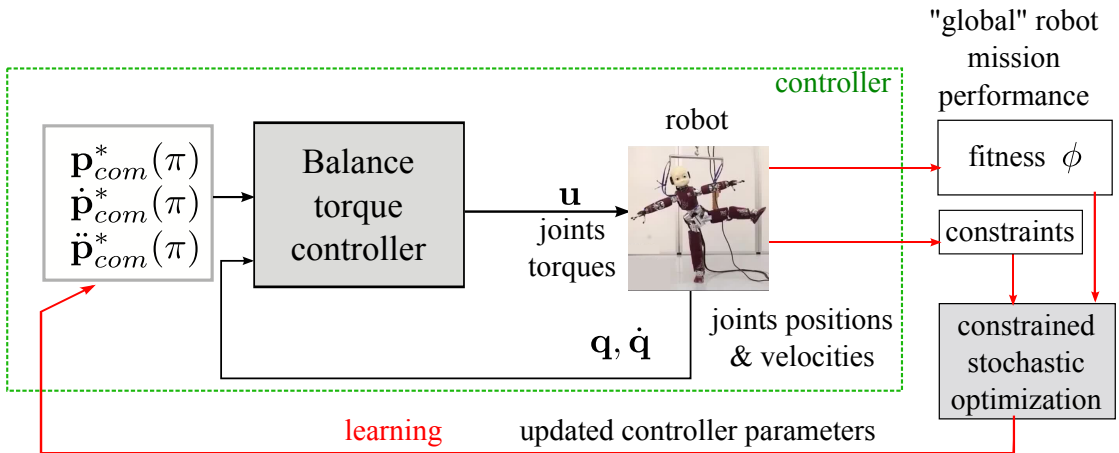 "global" robot
mission
performance
controller
robot
fitness ϕ
constraints
p*com(π)
ṗ*com(π)
p̈*com(π)
Balance
torque
controller
u
joints
torques
q, q̇
joints positions
& velocities
constrained
stochastic
optimization
learning
updated controller parameters